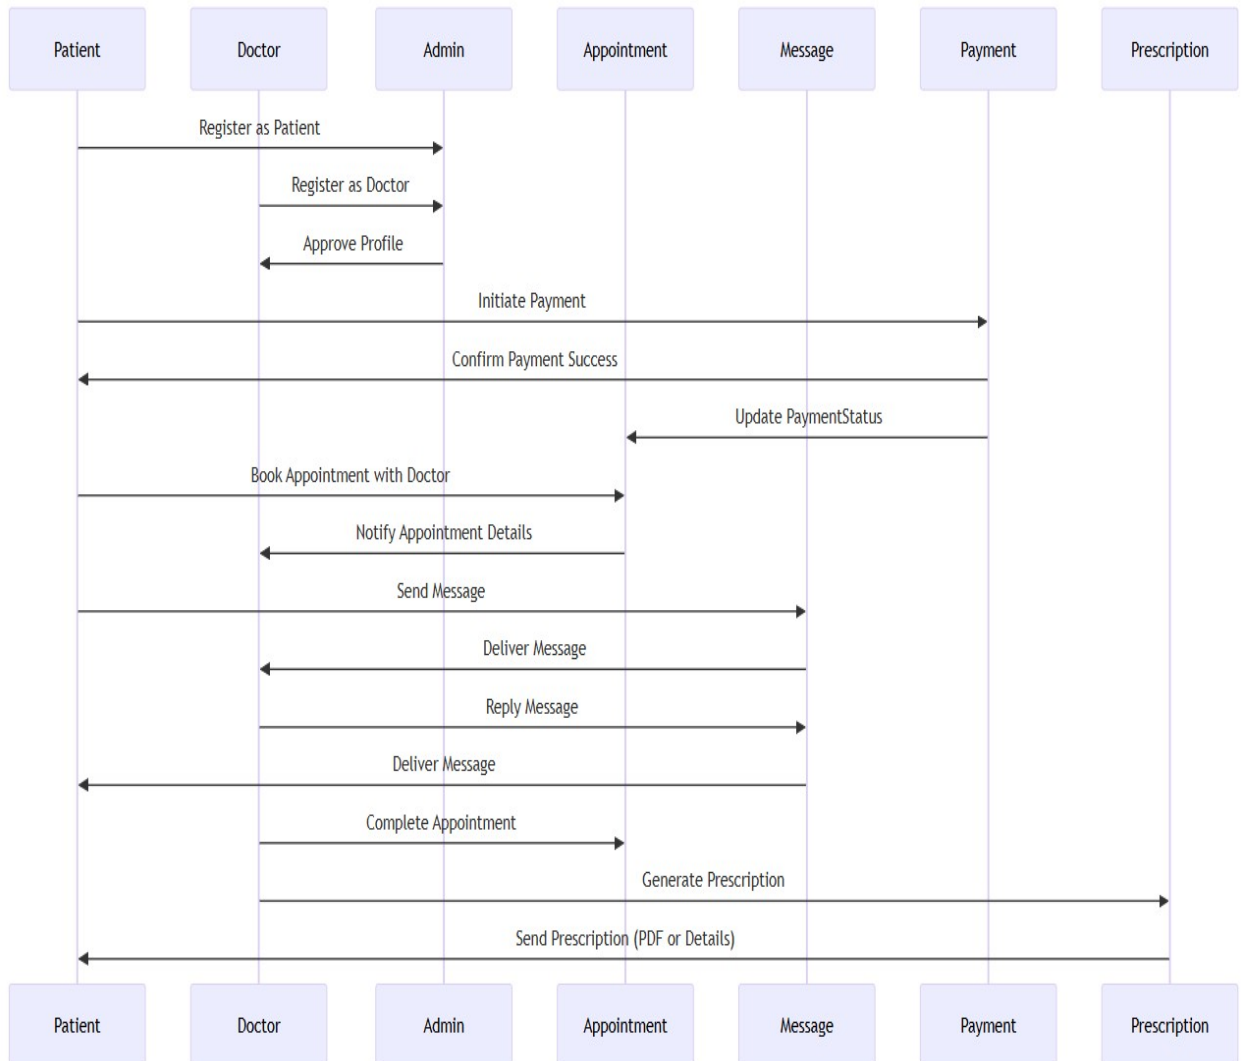 Patient Doctor Admin Appointment Message Payment Prescription
Register as Patient
Register as Doctor
Approve Profile
Initiate Payment
Confirm Payment Success
Update PaymentStatus
Book Appointment with Doctor
Notify Appointment Details
Send Message
Deliver Message
Reply Message
Deliver Message
Complete Appointment
Generate Prescription
Send Prescription (PDF or Details)
Patient Doctor Admin Appointment Message Payment Prescription